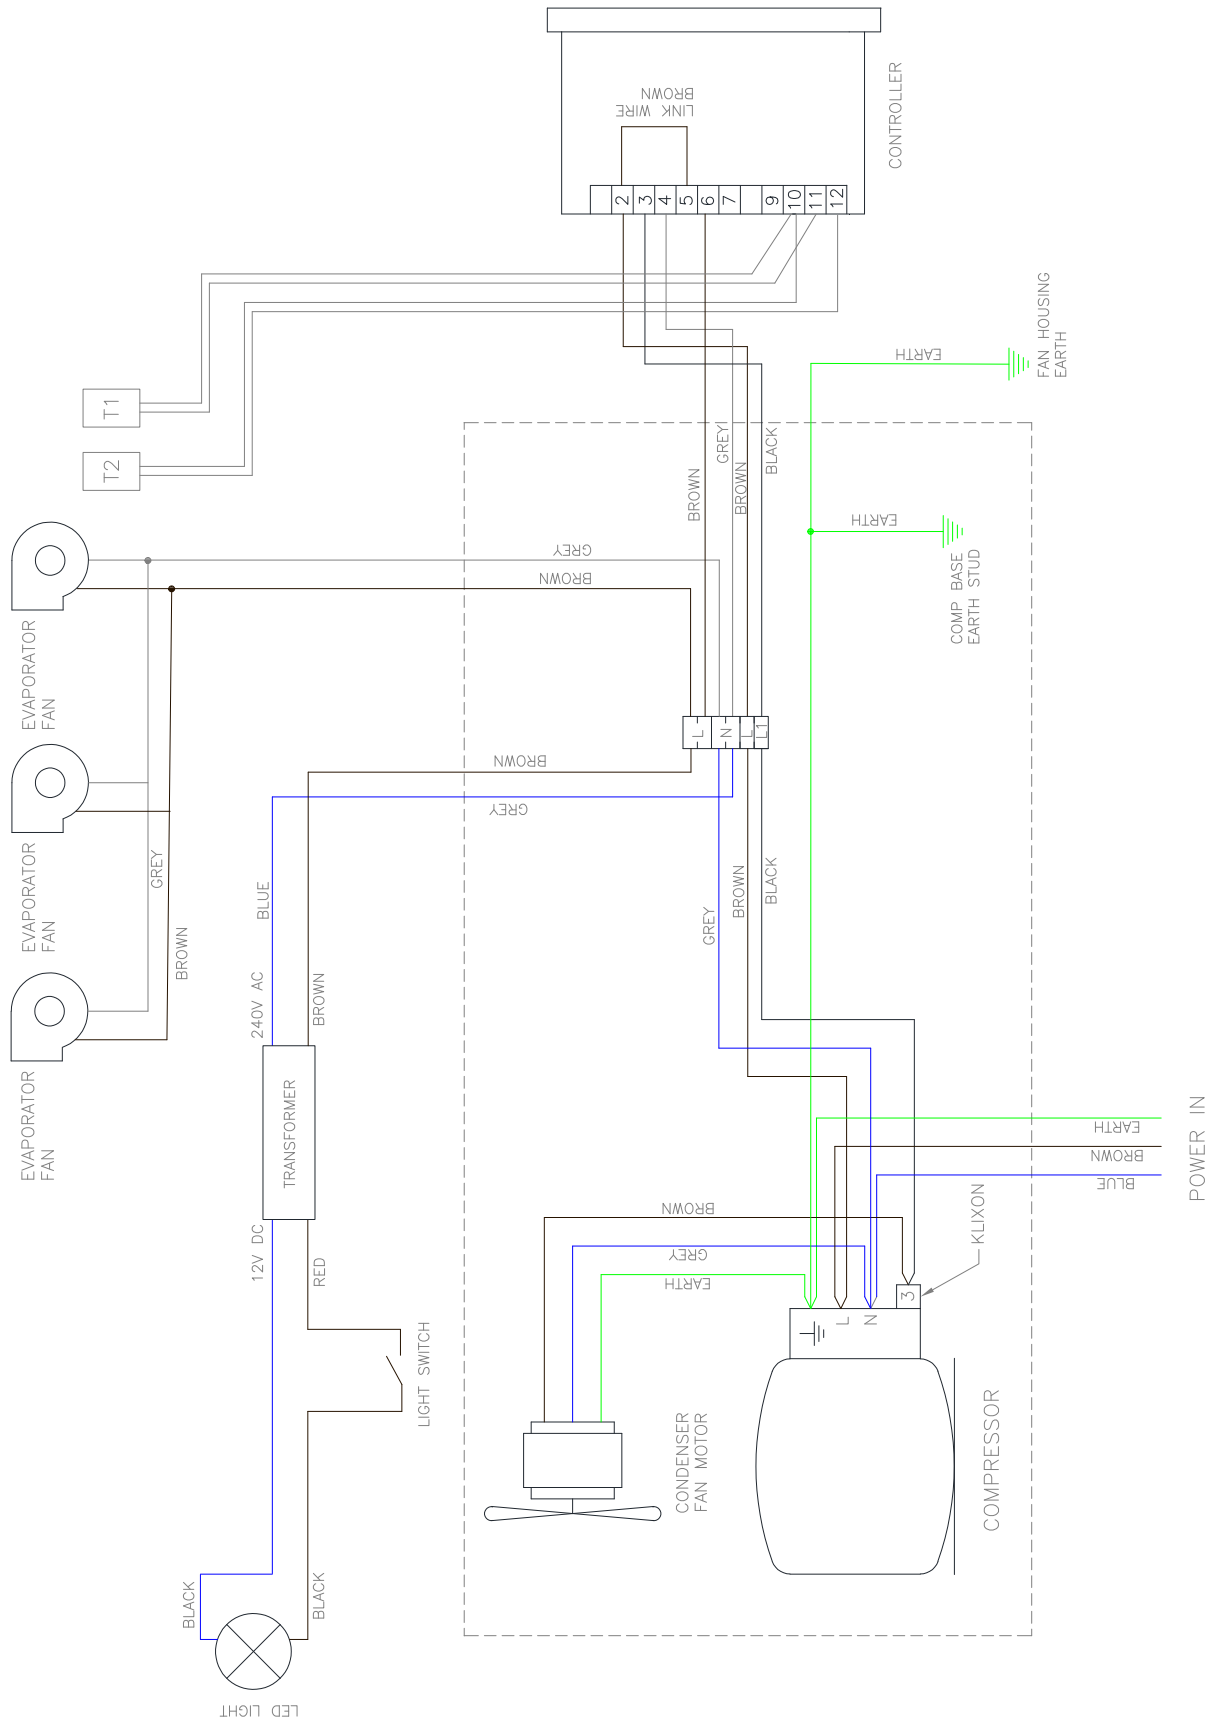 CONTROLLER
LINK WIRE
BROWN
2
3
4
5
6
7
9
10
11
12
T1
T2
FAN HOUSING
EARTH
EARTH
COMP BASE
EARTH STUD
EARTH
BROWN
GREY
BROWN
BLACK
GREY
BROWN
EVAPORATOR
FAN
EVAPORATOR
FAN
EVAPORATOR
FAN
GREY
BROWN
L
N
L
L1
BROWN
GREY
BLUE
BROWN
240V AC
TRANSFORMER
12V DC
RED
LIGHT SWITCH
BLACK
BLACK
LED LIGHT
GREY
BROWN
BLACK
EARTH
BROWN
BLUE
POWER IN
BROWN
GREY
EARTH
KLIXON
3
L
N
CONDENSER
FAN MOTOR
COMPRESSOR